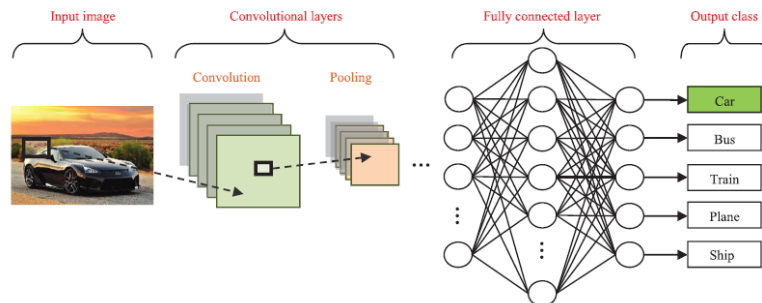 Input image
Convolutional layers
Fully connected layer
Output class
Convolution
Pooling
...
Car
Bus
Train
Plane
Ship